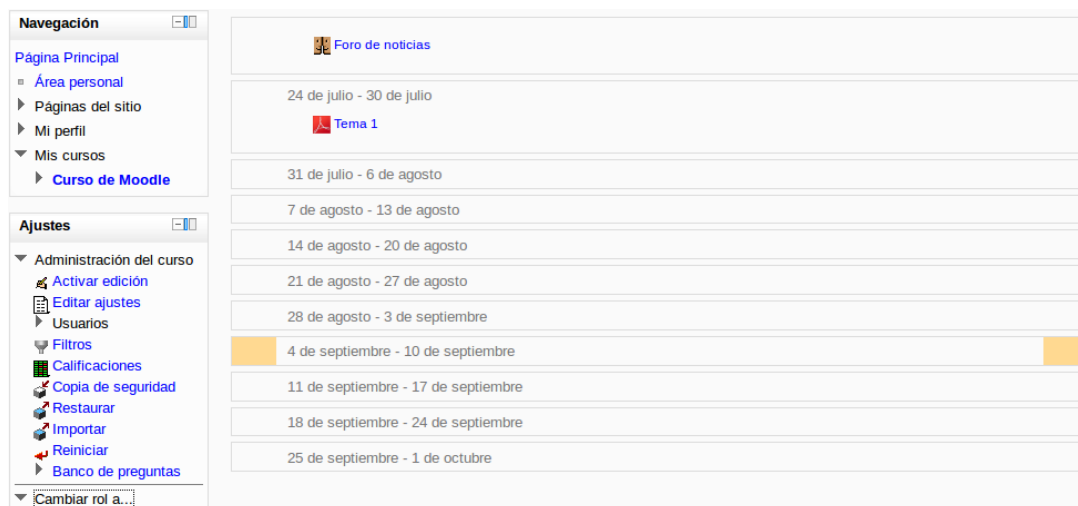 Navegación
Página Principal
Área personal
Páginas del sitio
Mi perfil
Mis cursos
Curso de Moodle
Ajustes
Administración del curso
Activar edición
Editar ajustes
Usuarios
Filtros
Calificaciones
Copia de seguridad
Restaurar
Importar
Reiniciar
Banco de preguntas
Cambiar rol a...
Foro de noticias
24 de julio - 30 de julio
Tema 1
31 de julio - 6 de agosto
7 de agosto - 13 de agosto
14 de agosto - 20 de agosto
21 de agosto - 27 de agosto
28 de agosto - 3 de septiembre
4 de septiembre - 10 de septiembre
11 de septiembre - 17 de septiembre
18 de septiembre - 24 de septiembre
25 de septiembre - 1 de octubre